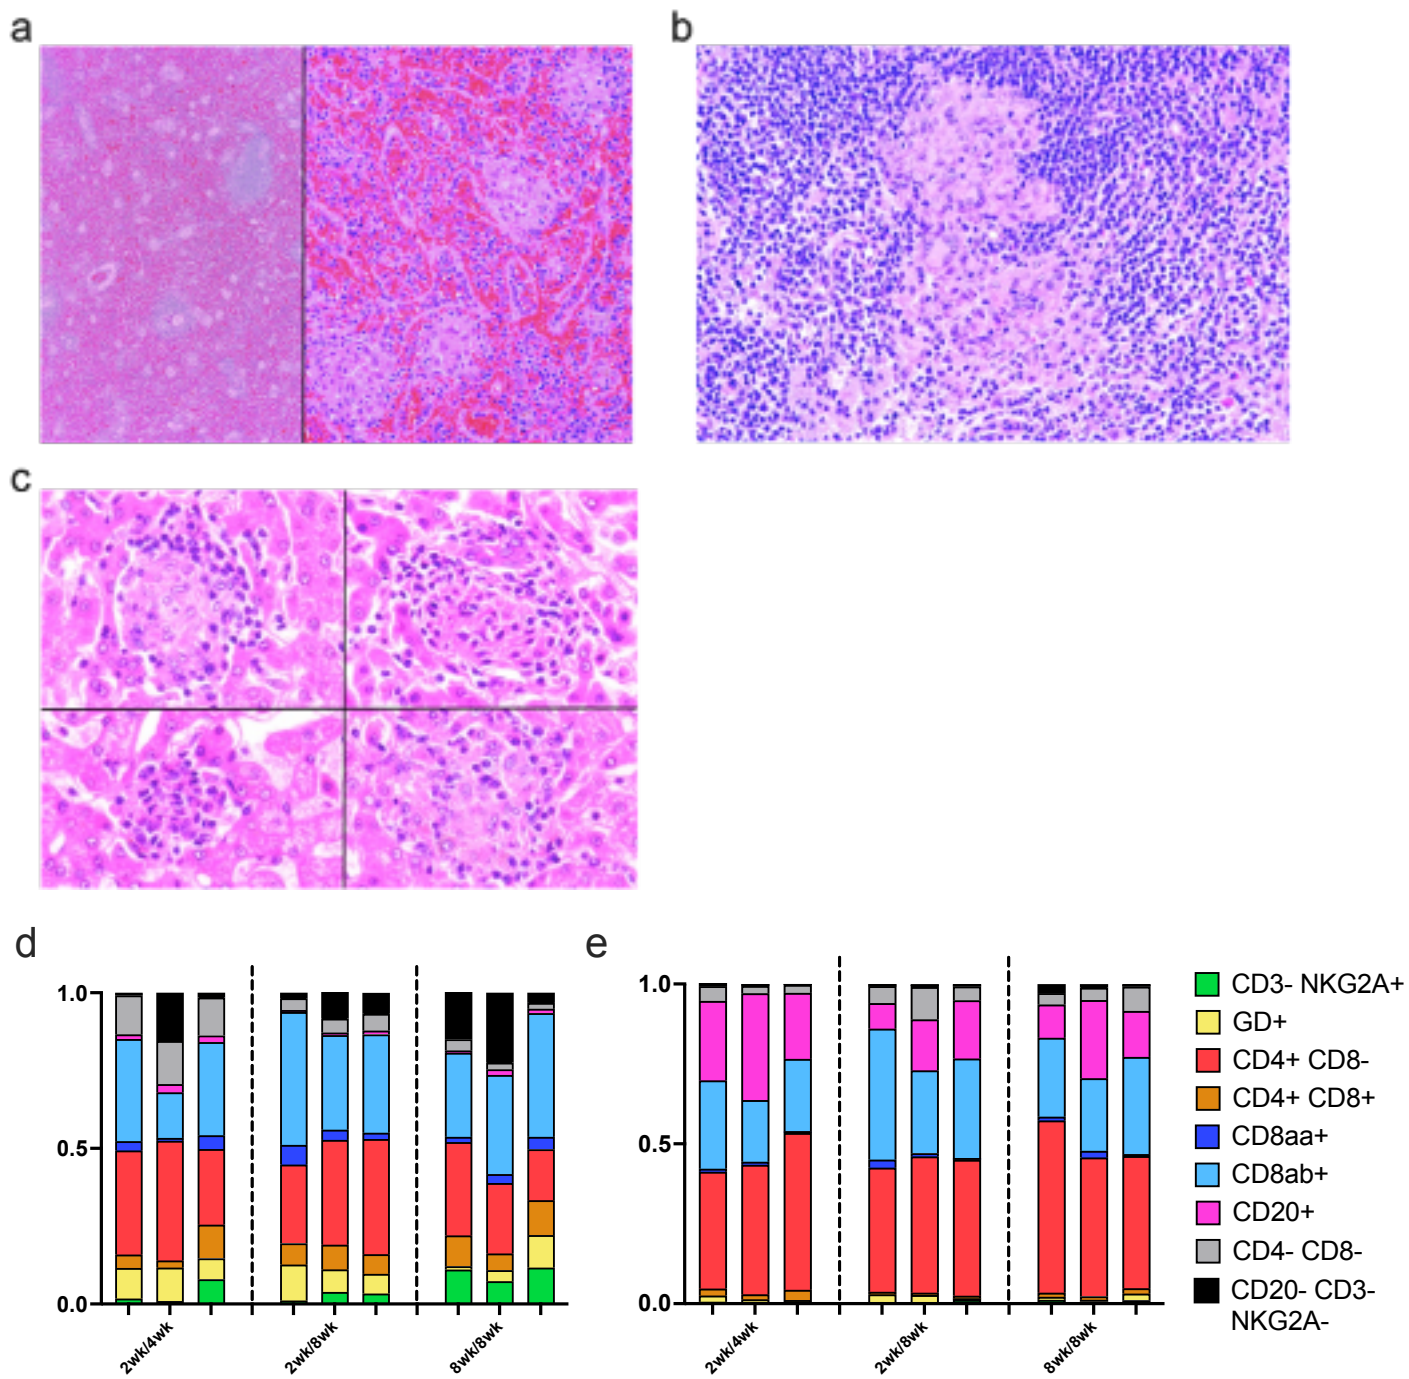 a
b
c
d
e
1.0
0.5
0.0
2wk/4wk
2wk/8wk
8wk/8wk
1.0
0.5
0.0
2wk/4wk
2wk/8wk
8wk/8wk
CD3- NKG2A+
GD+
CD4+ CD8-
CD4+ CD8+
CD8aa+
CD8ab+
CD20+
CD4- CD8-
CD20- CD3-
NKG2A-